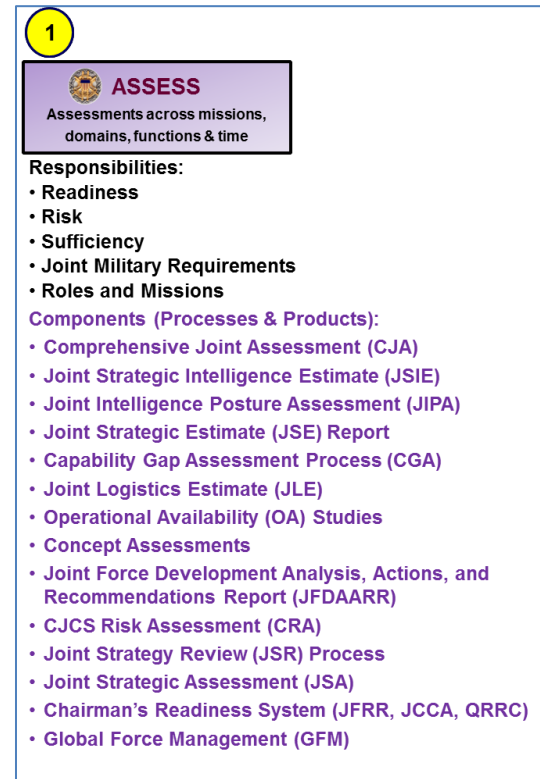 1
ASSESS
Assessments across missions,
domains, functions & time
Responsibilities:
• Readiness
• Risk
• Sufficiency
• Joint Military Requirements
• Roles and Missions
Components (Processes & Products):
• Comprehensive Joint Assessment (CJA)
• Joint Strategic Intelligence Estimate (JSIE)
• Joint Intelligence Posture Assessment (JIPA)
• Joint Strategic Estimate (JSE) Report
• Capability Gap Assessment Process (CGA)
• Joint Logistics Estimate (JLE)
• Operational Availability (OA) Studies
• Concept Assessments
• Joint Force Development Analysis, Actions, and
Recommendations Report (JFDAARR)
• CJCS Risk Assessment (CRA)
• Joint Strategy Review (JSR) Process
• Joint Strategic Assessment (JSA)
• Chairman’s Readiness System (JFRR, JCCA, QRRC)
• Global Force Management (GFM)